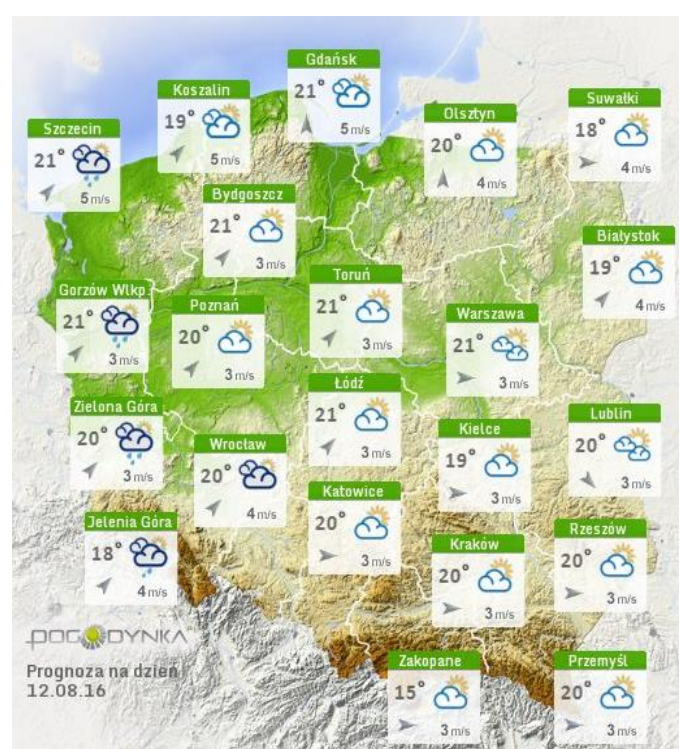 Gdańsk
21°
5 m/s
Koszalin
19°
5 m/s
Suwałki
18°
4 m/s
Olsztyn
20°
4 m/s
Szczecin
21°
5 m/s
Bydgoszcz
21°
3 m/s
Białystok
19°
4 m/s
Toruń
21°
3 m/s
Gorzów Wlkp
21°
3 m/s
Poznań
20°
3 m/s
Warszawa
21°
3 m/s
Łódź
21°
3 m/s
Zielona Góra
20°
3 m/s
Lublin
20°
3 m/s
Kielce
19°
3 m/s
Wrocław
20°
4 m/s
Katowice
20°
3 m/s
Jelenia Góra
18°
4 m/s
Rzeszów
20°
3 m/s
Kraków
20°
3 m/s
POGODYNKA
Prognoza na dzień
12.08.16
Zakopane
15°
3 m/s
Przemyśl
20°
3 m/s